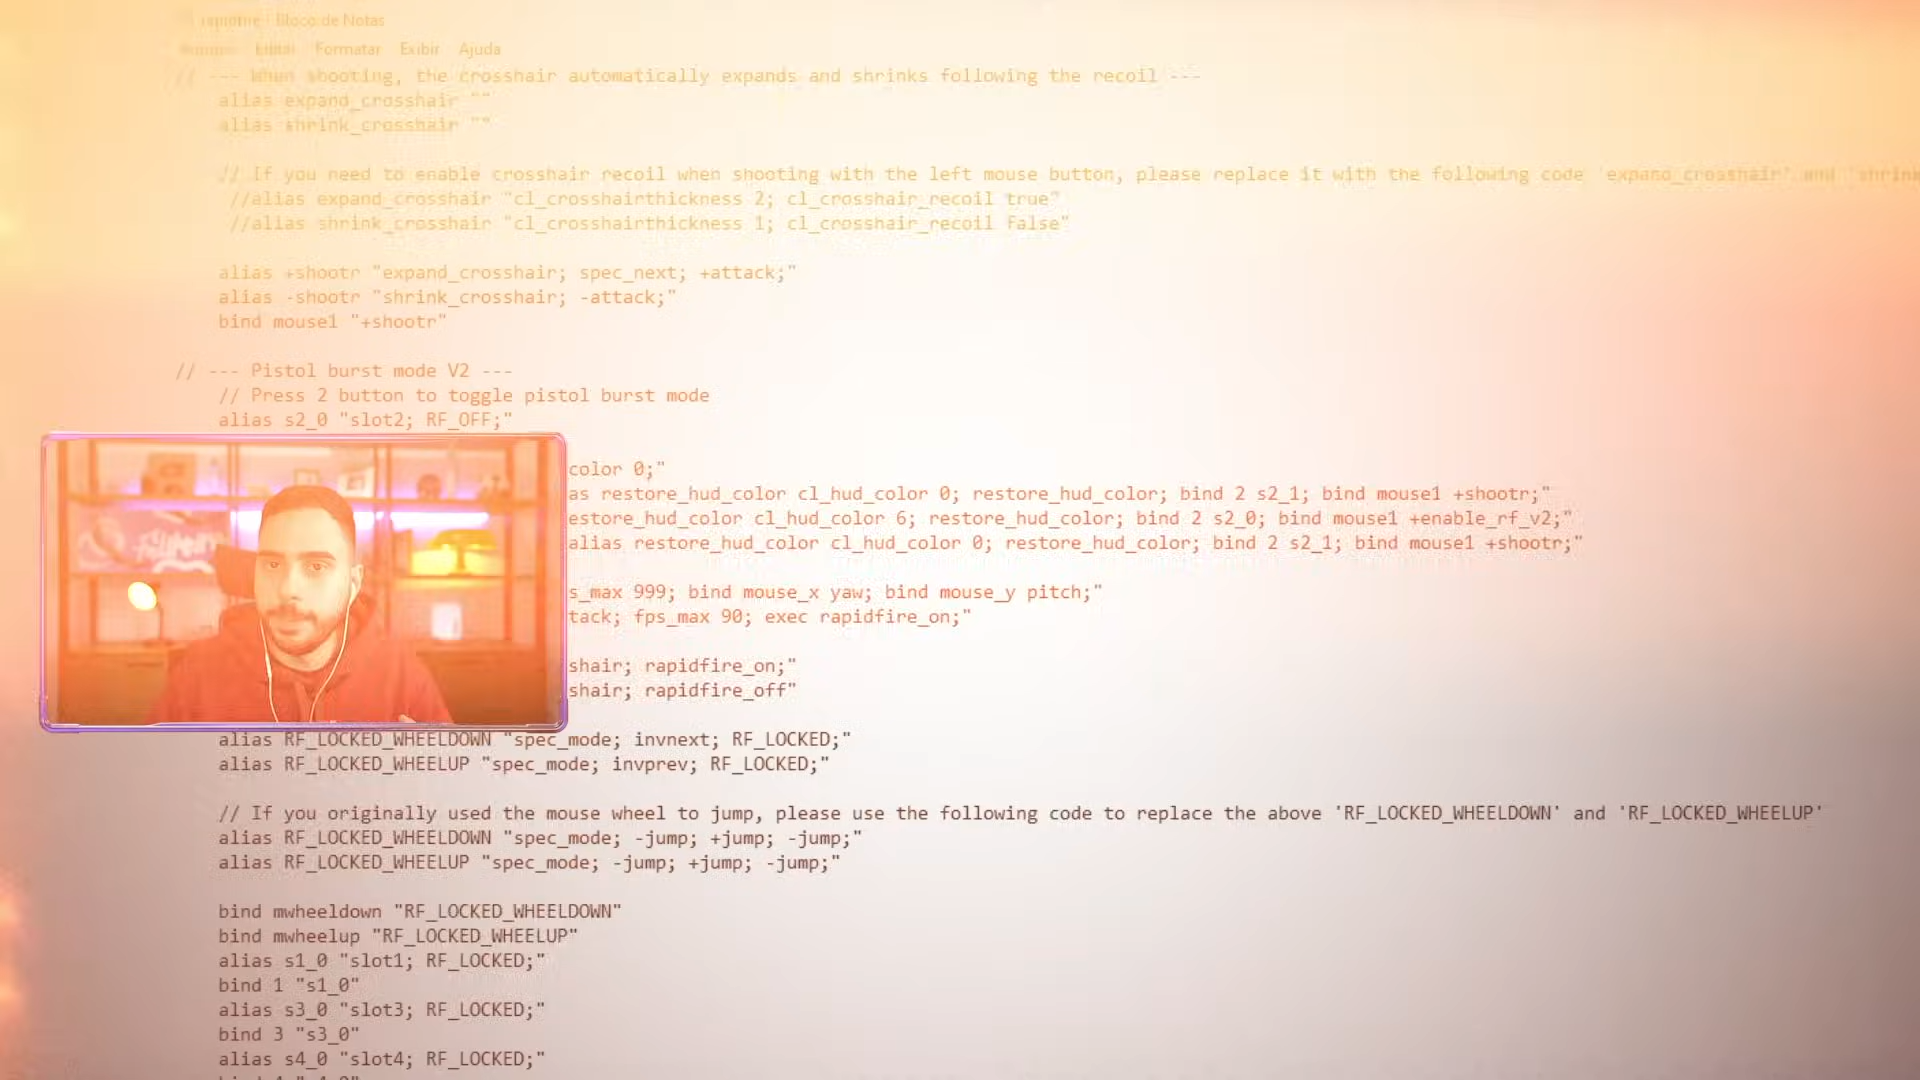 rapidfire - Bloco de Notas
Editar Formatar Exibir Ajuda
// --- When shooting, the crosshair automatically expands and shrinks following the recoil ---
alias expand_crosshair ""
alias shrink_crosshair ""
// If you need to enable crosshair recoil when shooting with the left mouse button, please replace it with the following code 'expand_crosshair' and 'shrink
//alias expand_crosshair "cl_crosshairthickness 2; cl_crosshair_recoil true"
//alias shrink_crosshair "cl_crosshairthickness 1; cl_crosshair_recoil False"
alias +shootr "expand_crosshair; spec_next; +attack;"
alias -shootr "shrink_crosshair; -attack;"
bind mouse1 "+shootr"
// --- Pistol burst mode V2 ---
// Press 2 button to toggle pistol burst mode
alias s2_0 "slot2; RF_OFF;"
color 0;"
as restore_hud_color cl_hud_color 0; restore_hud_color; bind 2 s2_1; bind mouse1 +shootr;"
estore_hud_color cl_hud_color 6; restore_hud_color; bind 2 s2_0; bind mouse1 +enable_rf_v2;"
alias restore_hud_color cl_hud_color 0; restore_hud_color; bind 2 s2_1; bind mouse1 +shootr;"
s_max 999; bind mouse_x yaw; bind mouse_y pitch;"
tack; fps_max 90; exec rapidfire_on;"
shair; rapidfire_on;"
shair; rapidfire_off"
alias RF_LOCKED_WHEELDOWN "spec_mode; invnext; RF_LOCKED;"
alias RF_LOCKED_WHEELUP "spec_mode; invprev; RF_LOCKED;"
// If you originally used the mouse wheel to jump, please use the following code to replace the above 'RF_LOCKED_WHEELDOWN' and 'RF_LOCKED_WHEELUP'
alias RF_LOCKED_WHEELDOWN "spec_mode; -jump; +jump; -jump;"
alias RF_LOCKED_WHEELUP "spec_mode; -jump; +jump; -jump;"
bind mwheeldown "RF_LOCKED_WHEELDOWN"
bind mwheelup "RF_LOCKED_WHEELUP"
alias s1_0 "slot1; RF_LOCKED;"
bind 1 "s1_0"
alias s3_0 "slot3; RF_LOCKED;"
bind 3 "s3_0"
alias s4_0 "slot4; RF_LOCKED;"